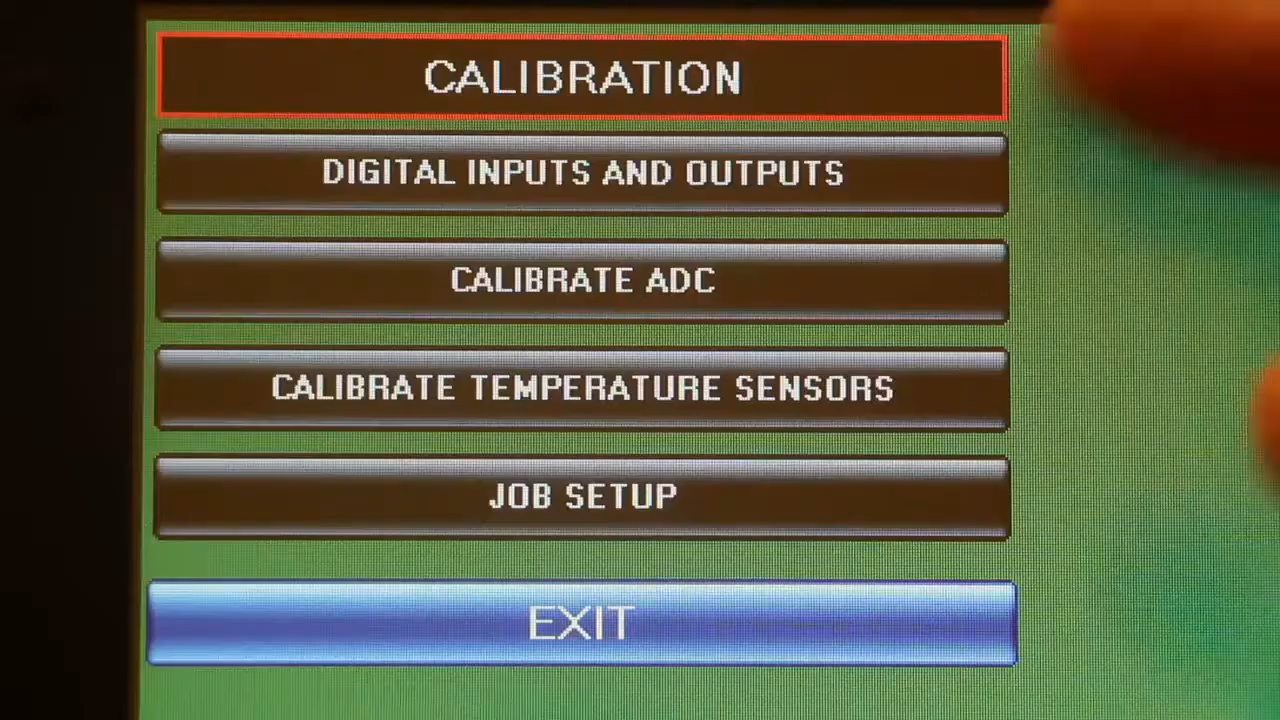 CALIBRATION
DIGITAL INPUTS AND OUTPUTS
CALIBRATE ADC
CALIBRATE TEMPERATURE SENSORS
JOB SETUP
EXIT